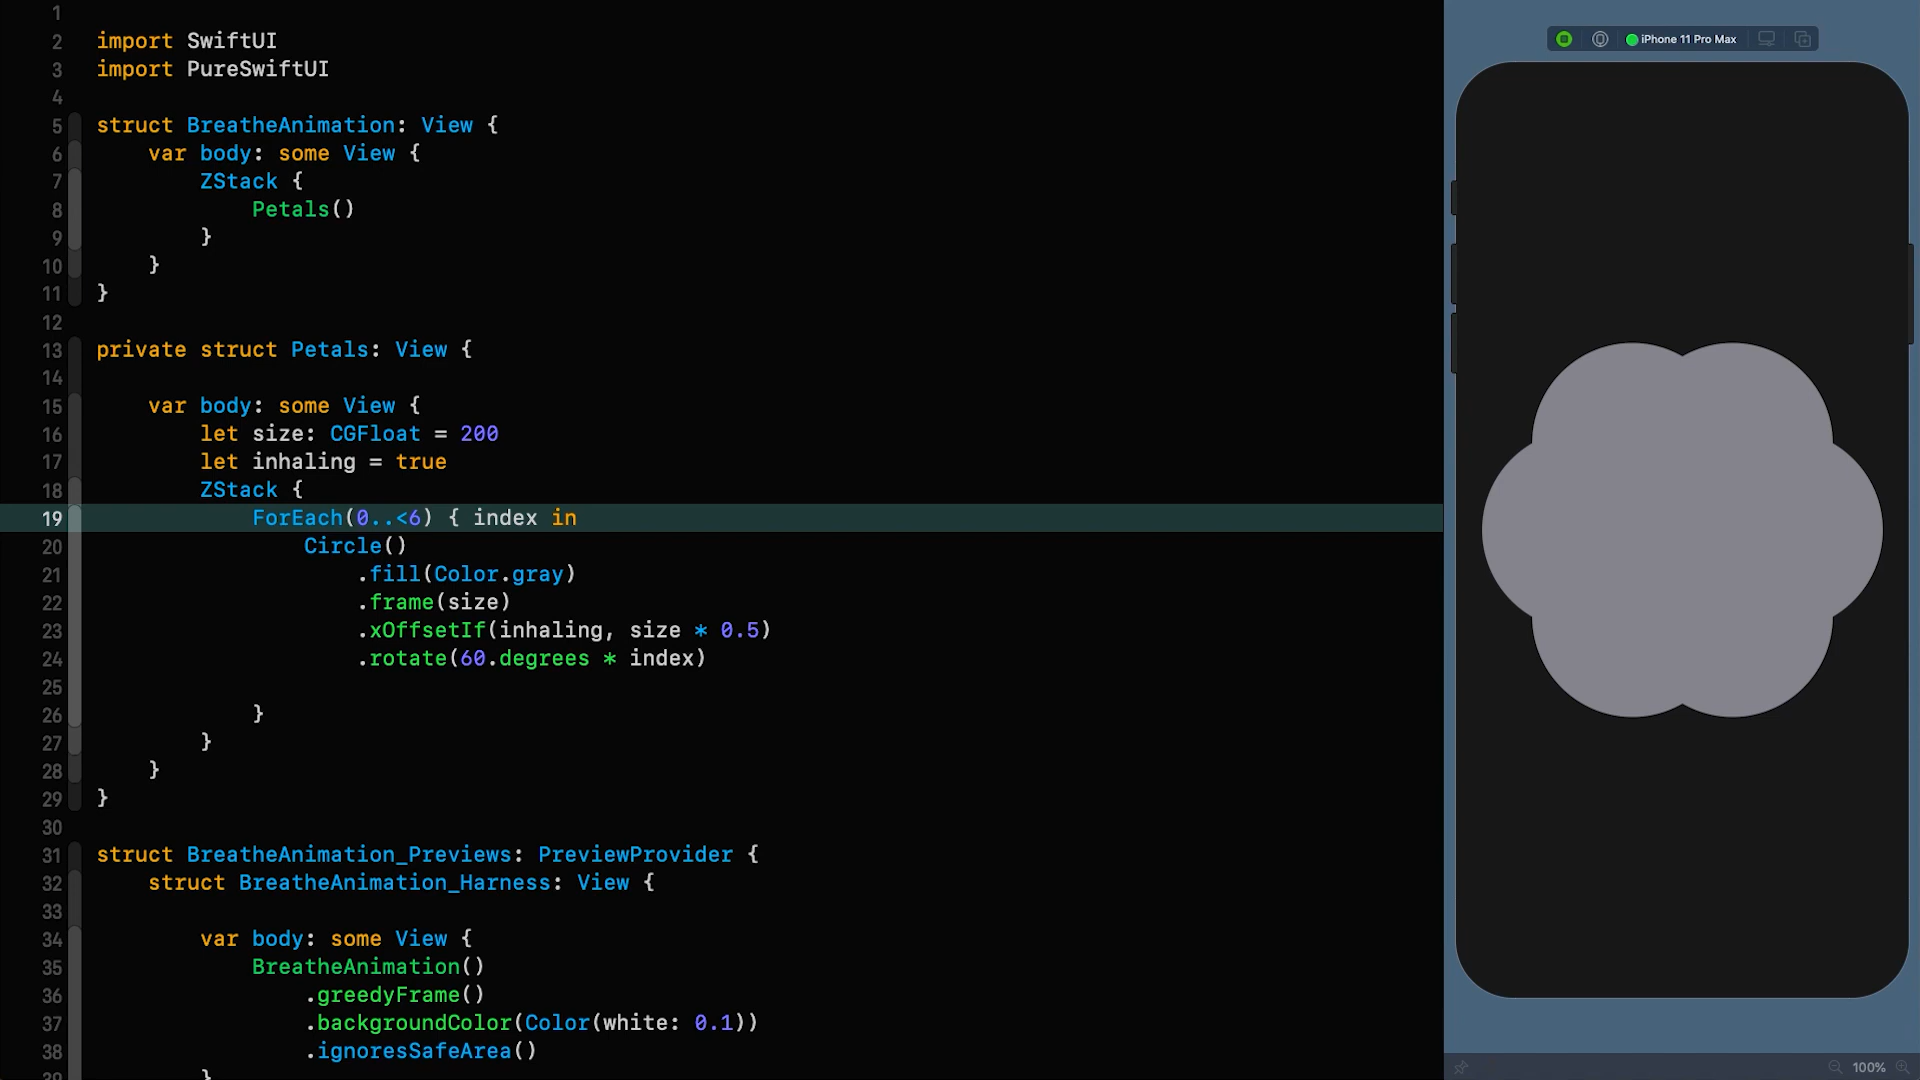 1
2 import SwiftUI
3 import PureSwiftUI
4
5 struct BreatheAnimation: View {
6     var body: some View {
7         ZStack {
8             Petals()
9         }
10     }
11 }
12
13 private struct Petals: View {
14
15     var body: some View {
16         let size: CGFloat = 200
17         let inhaling = true
18         ZStack {
19             ForEach(0..<6) { index in
20                 Circle()
21                     .fill(Color.gray)
22                     .frame(size)
23                     .xOffsetIf(inhaling, size * 0.5)
24                     .rotate(60.degrees * index)
25
26             }
27         }
28     }
29 }
30
31 struct BreatheAnimation_Previews: PreviewProvider {
32     struct BreatheAnimation_Harness: View {
33
34         var body: some View {
35             BreatheAnimation()
36                 .greedyFrame()
37                 .backgroundColor(Color(white: 0.1))
38                 .ignoresSafeArea()
39         }
iPhone 11 Pro Max
100%